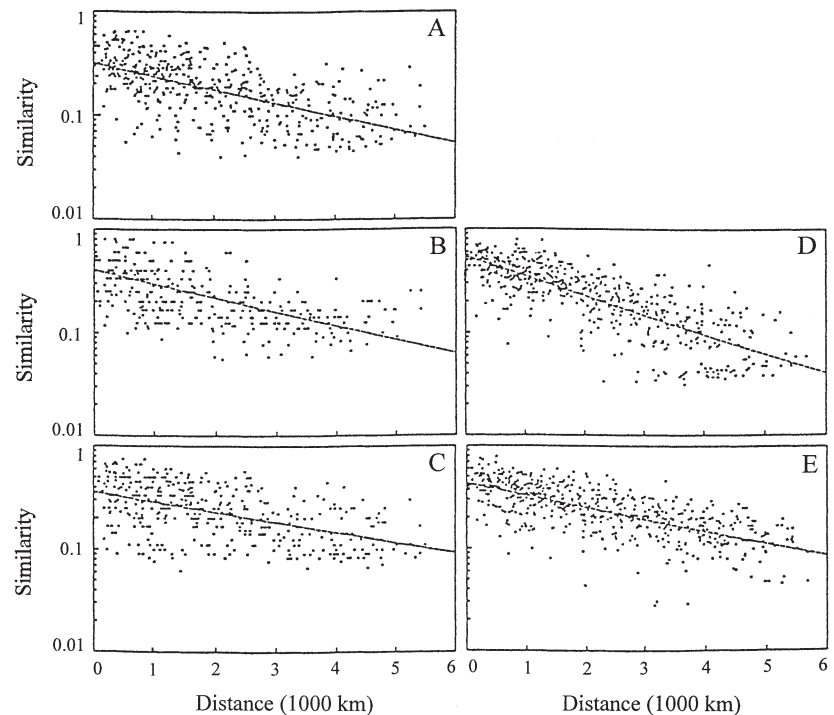 A
1
Similarity
0.1
0.01
B
1
Similarity
0.1
0.01
D
C
1
Similarity
0.1
0.01
E
0 1 2 3 4 5 6
0 1 2 3 4 5 6
Distance (1000 km)
Distance (1000 km)